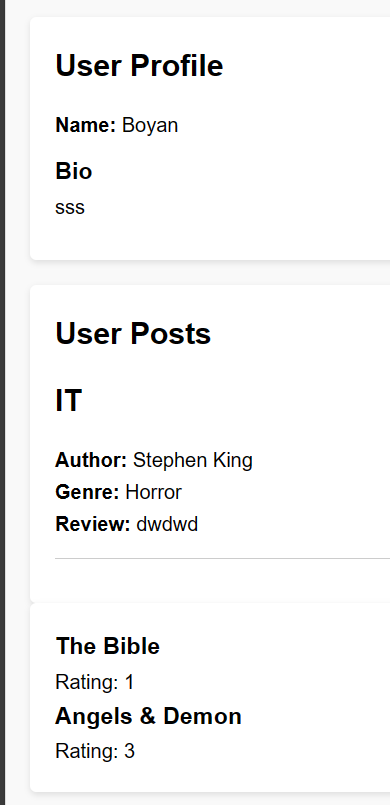 User Profile
Name: Boyan
Bio
sss
User Posts
IT
Author: Stephen King
Genre: Horror
Review: dwdwd
The Bible
Rating: 1
Angels & Demon
Rating: 3